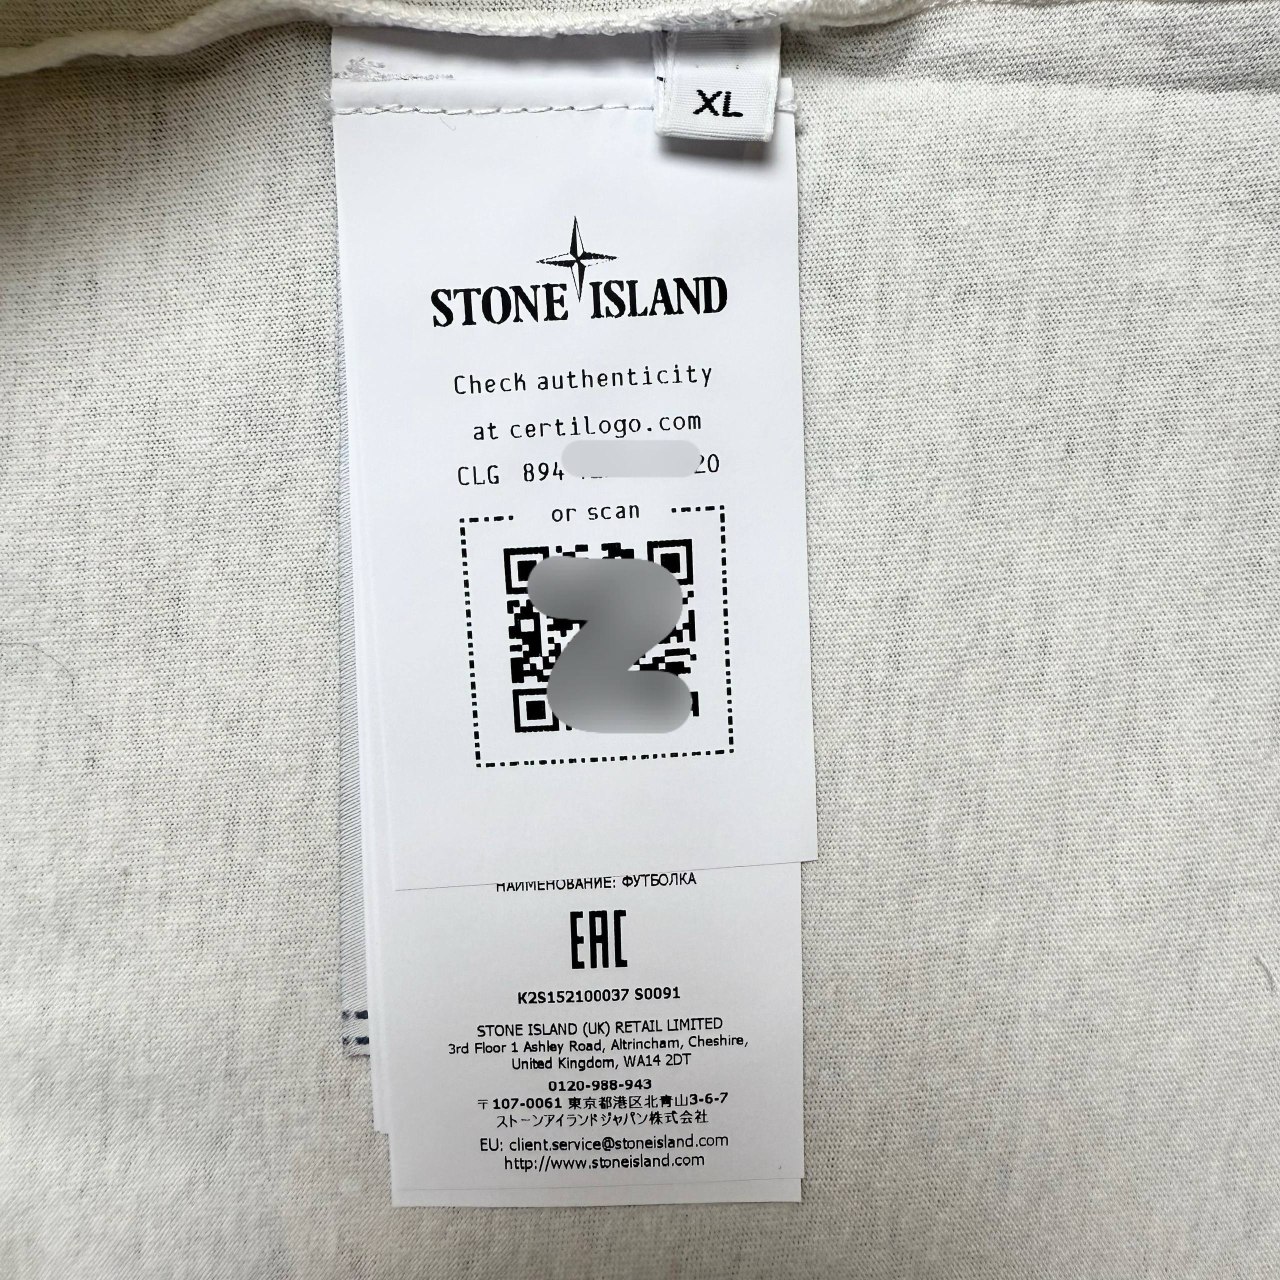 XL
STONE ISLAND
Check authenticity
at certilogo.com
CLG 894 20
or scan
НАИМЕНОВАНИЕ: ФУТБОЛКА
EAC
K2S152100037 S0091
STONE ISLAND (UK) RETAIL LIMITED
3rd Floor 1 Ashley Road, Altrincham, Cheshire,
United Kingdom, WA14 2DT
0120-988-943
〒107-0061 東京都港区北青山3-6-7
ストーンアイランドジャパン株式会社
EU: client.service@stoneisland.com
http://www.stoneisland.com